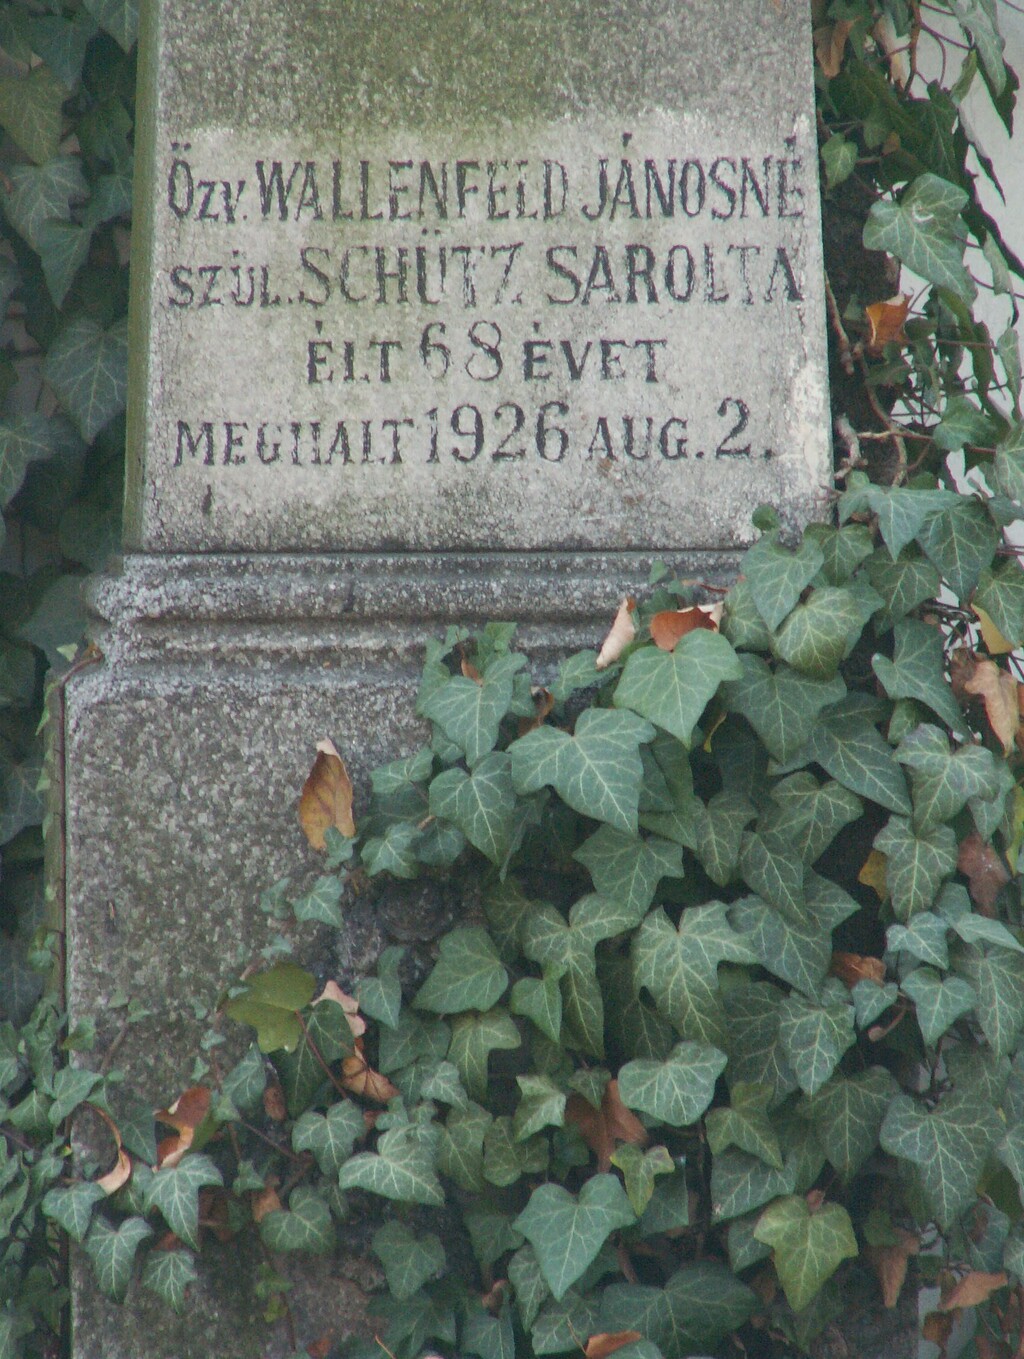 Özv. WALLENFELD JÁNOSNÉ
SZÜL. SCHÜTZ SAROLTA
ÉLT 68 ÉVET
MEGHALT 1926 AUG. 2.